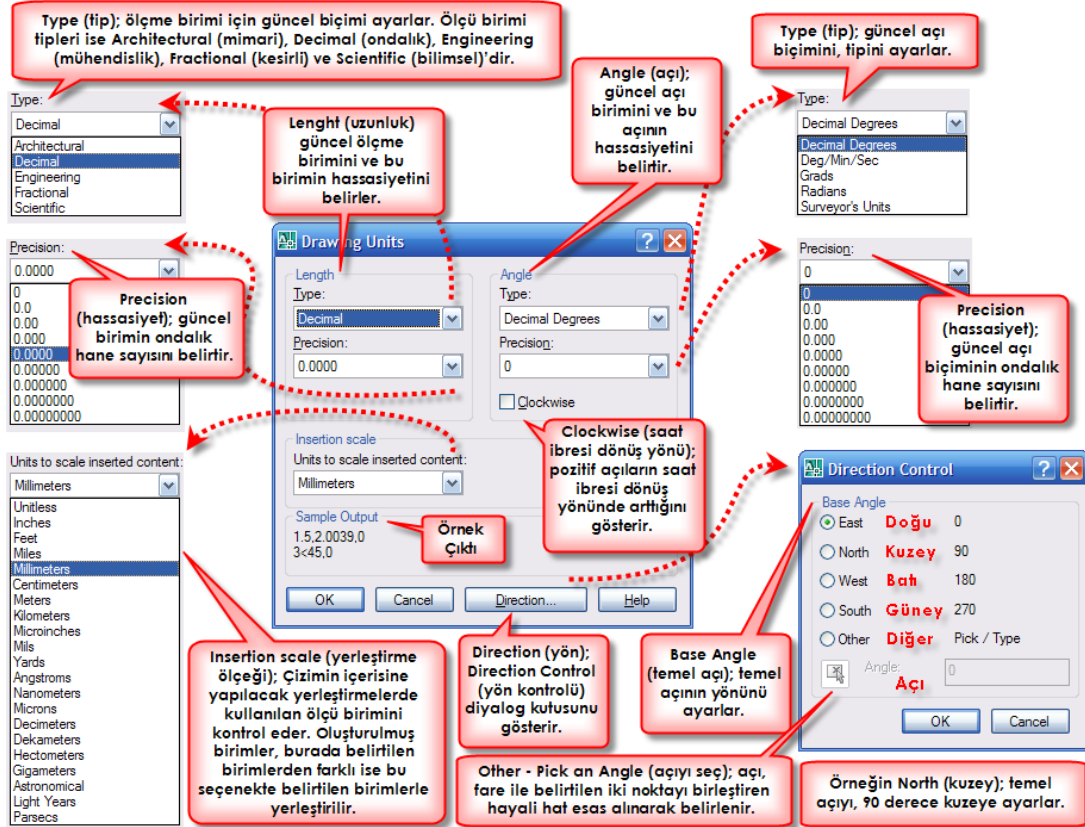 Type (tip); ölçme birimi için güncel biçimi ayarlar. Ölçü birimi
tipleri ise Architectural (mimari), Decimal (ondalık), Engineering
(mühendislik), Fractional (kesirli) ve Scientific (bilimsel)'dir.
Type (tip); güncel açı
biçimini, tipini ayarlar.
Angle (açı);
güncel açı
birimini ve bu
açının
hassasiyetini
belirtir.
Type:
Decimal
Architectural
Decimal
Engineering
Fractional
Scientific
Lenght (uzunluk)
güncel ölçme
birimini ve bu
birimin hassasiyetini
belirler.
Type:
Decimal Degrees
Decimal Degrees
Deg/Min/Sec
Grads
Radians
Surveyor's Units
Precision:
0.0000
0
0.0
0.00
0.000
0.0000
0.00000
0.000000
0.0000000
0.00000000
Precision
(hassasiyet); güncel
birimin ondalık
hane sayısını belirtir.
Drawing Units
Length
Type:
Decimal
Precision:
0.0000
Angle
Type:
Decimal Degrees
Precision:
0
Clockwise
Insertion scale
Units to scale inserted content:
Millimeters
Sample Output
1.5,2.0039,0
3<45,0
Örnek
Çıktı
OK
Cancel
Direction...
Help
Clockwise (saat
ibresi dönüş yönü);
pozitif açıların saat
ibresi dönüş
yönünde arttığını
gösterir.
Precision:
0
0
0.0
0.00
0.000
0.0000
0.00000
0.000000
0.0000000
0.00000000
Precision
(hassasiyet);
güncel açı
biçiminin ondalık
hane sayısını
belirtir.
Units to scale inserted content:
Millimeters
Unitless
Inches
Feet
Miles
Millimeters
Centimeters
Meters
Kilometers
Microinches
Mils
Yards
Angstroms
Nanometers
Microns
Decimeters
Dekameters
Hectometers
Gigameters
Astronomical
Light Years
Parsecs
Insertion scale (yerleştirme
ölçeği); Çizimin içerisine
yapılacak yerleştirmelerde
kullanılan ölçü birimini
kontrol eder. Oluşturulmuş
birimler, burada belirtilen
birimlerden farklı ise bu
seçenekte belirtilen birimlerle
yerleştirilir.
Direction (yön);
Direction Control
(yön kontrolü)
diyalog kutusunu
gösterir.
Base Angle
(temel açı); temel
açının yönünü
ayarlar.
Direction Control
Base Angle
East Doğu 0
North Kuzey 90
West Batı 180
South Güney 270
Other Diğer Pick / Type
Angle: 0
Açı
OK
Cancel
Other - Pick an Angle (açıyı seç); açı,
fare ile belirtilen iki noktayı birleştiren
hayali hat esas alınarak belirlenir.
Örneğin North (kuzey); temel
açıyı, 90 derece kuzeye ayarlar.